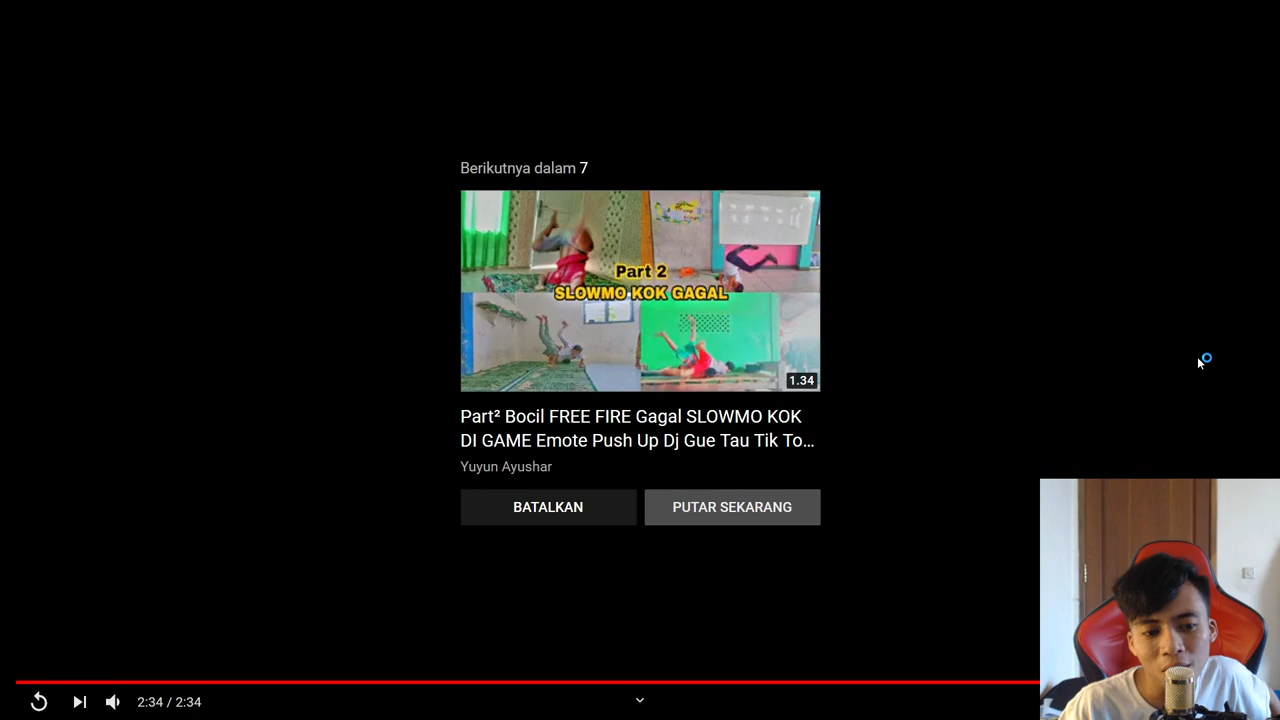 Berikutnya dalam 7
Part 2
SLOWMO KOK GAGAL
1.34
Part² Bocil FREE FIRE Gagal SLOWMO KOK
DI GAME Emote Push Up Dj Gue Tau Tik To...
Yuyun Ayushar
BATALKAN
PUTAR SEKARANG
2:34 / 2:34